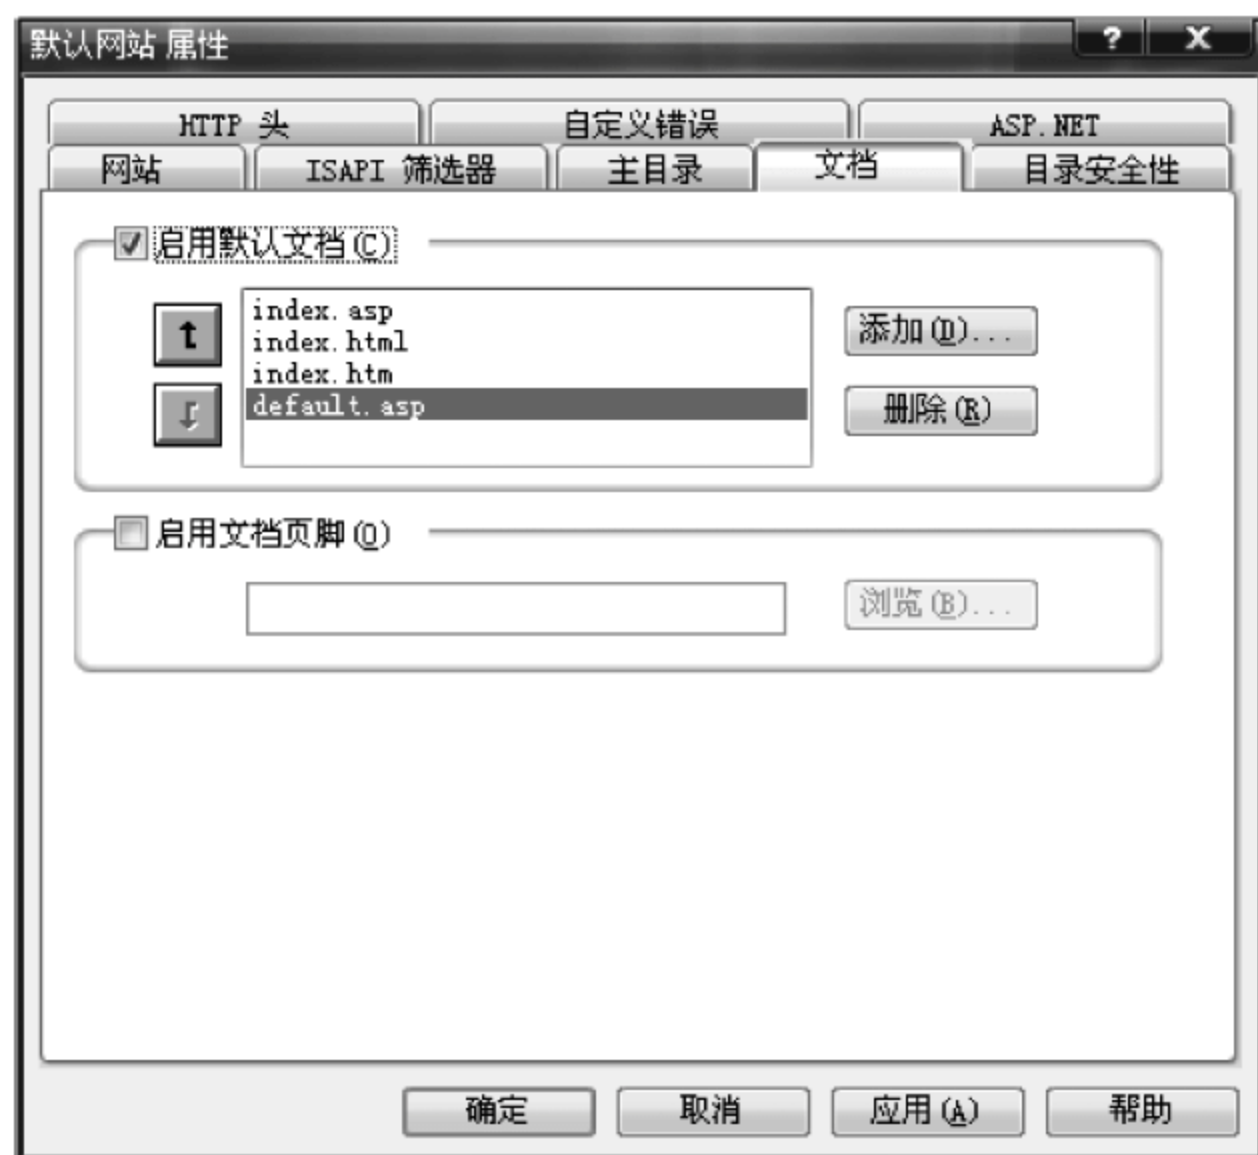 默认网站 属性
? X
HTTP 头 自定义错误 ASP.NET
网站 ISAPI 筛选器 主目录 文档 目录安全性
启用默认文档(C)
index.asp
index.html
index.htm
default.asp
添加(D)...
删除(R)
启用文档页脚(O)
浏览(B)...
确定 取消 应用(A) 帮助